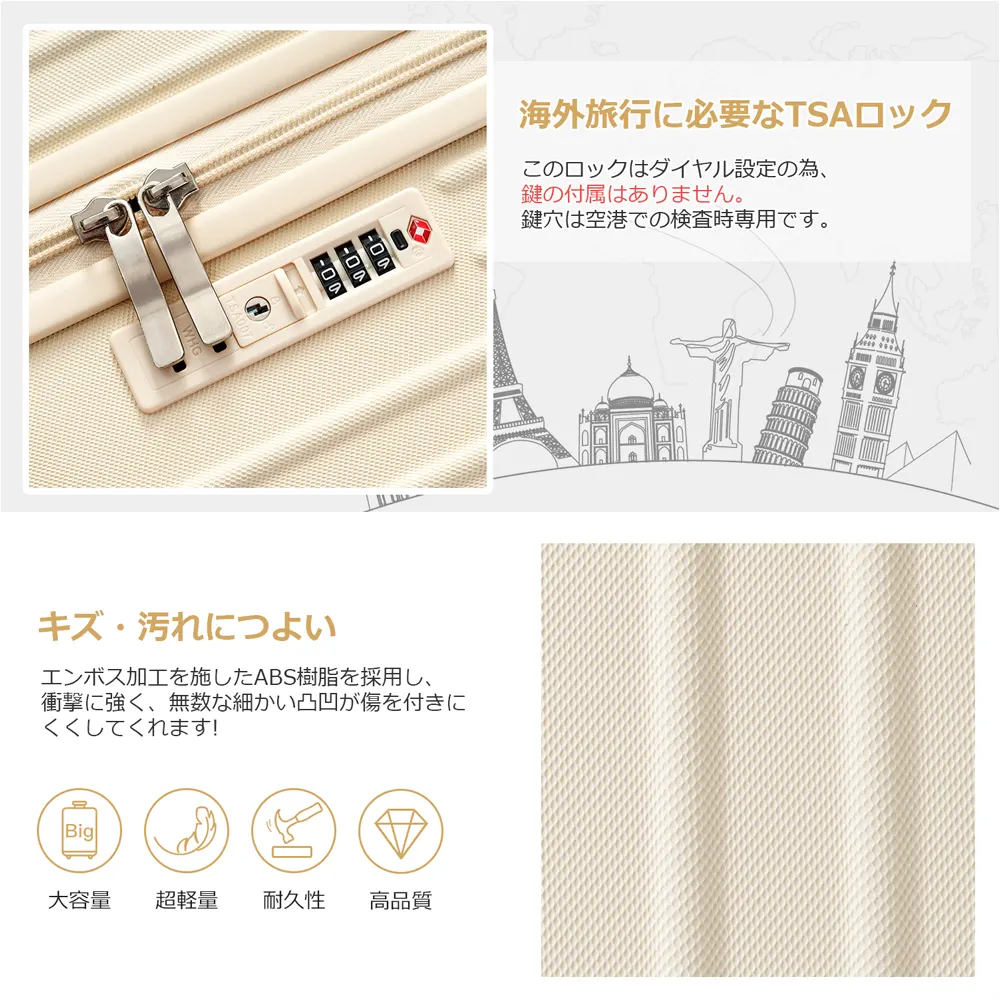 海外旅行に必要なTSAロック
このロックはダイヤル設定の為、
鍵の付属はありません。
鍵穴は空港での検査時専用です。
TSA007
キズ・汚れにつよい
エンボス加工を施したABS樹脂を採用し、
衝撃に強く、無数な細かい凸凹が傷を付きに
くくしてくれます!
Big
大容量
超軽量
耐久性
高品質